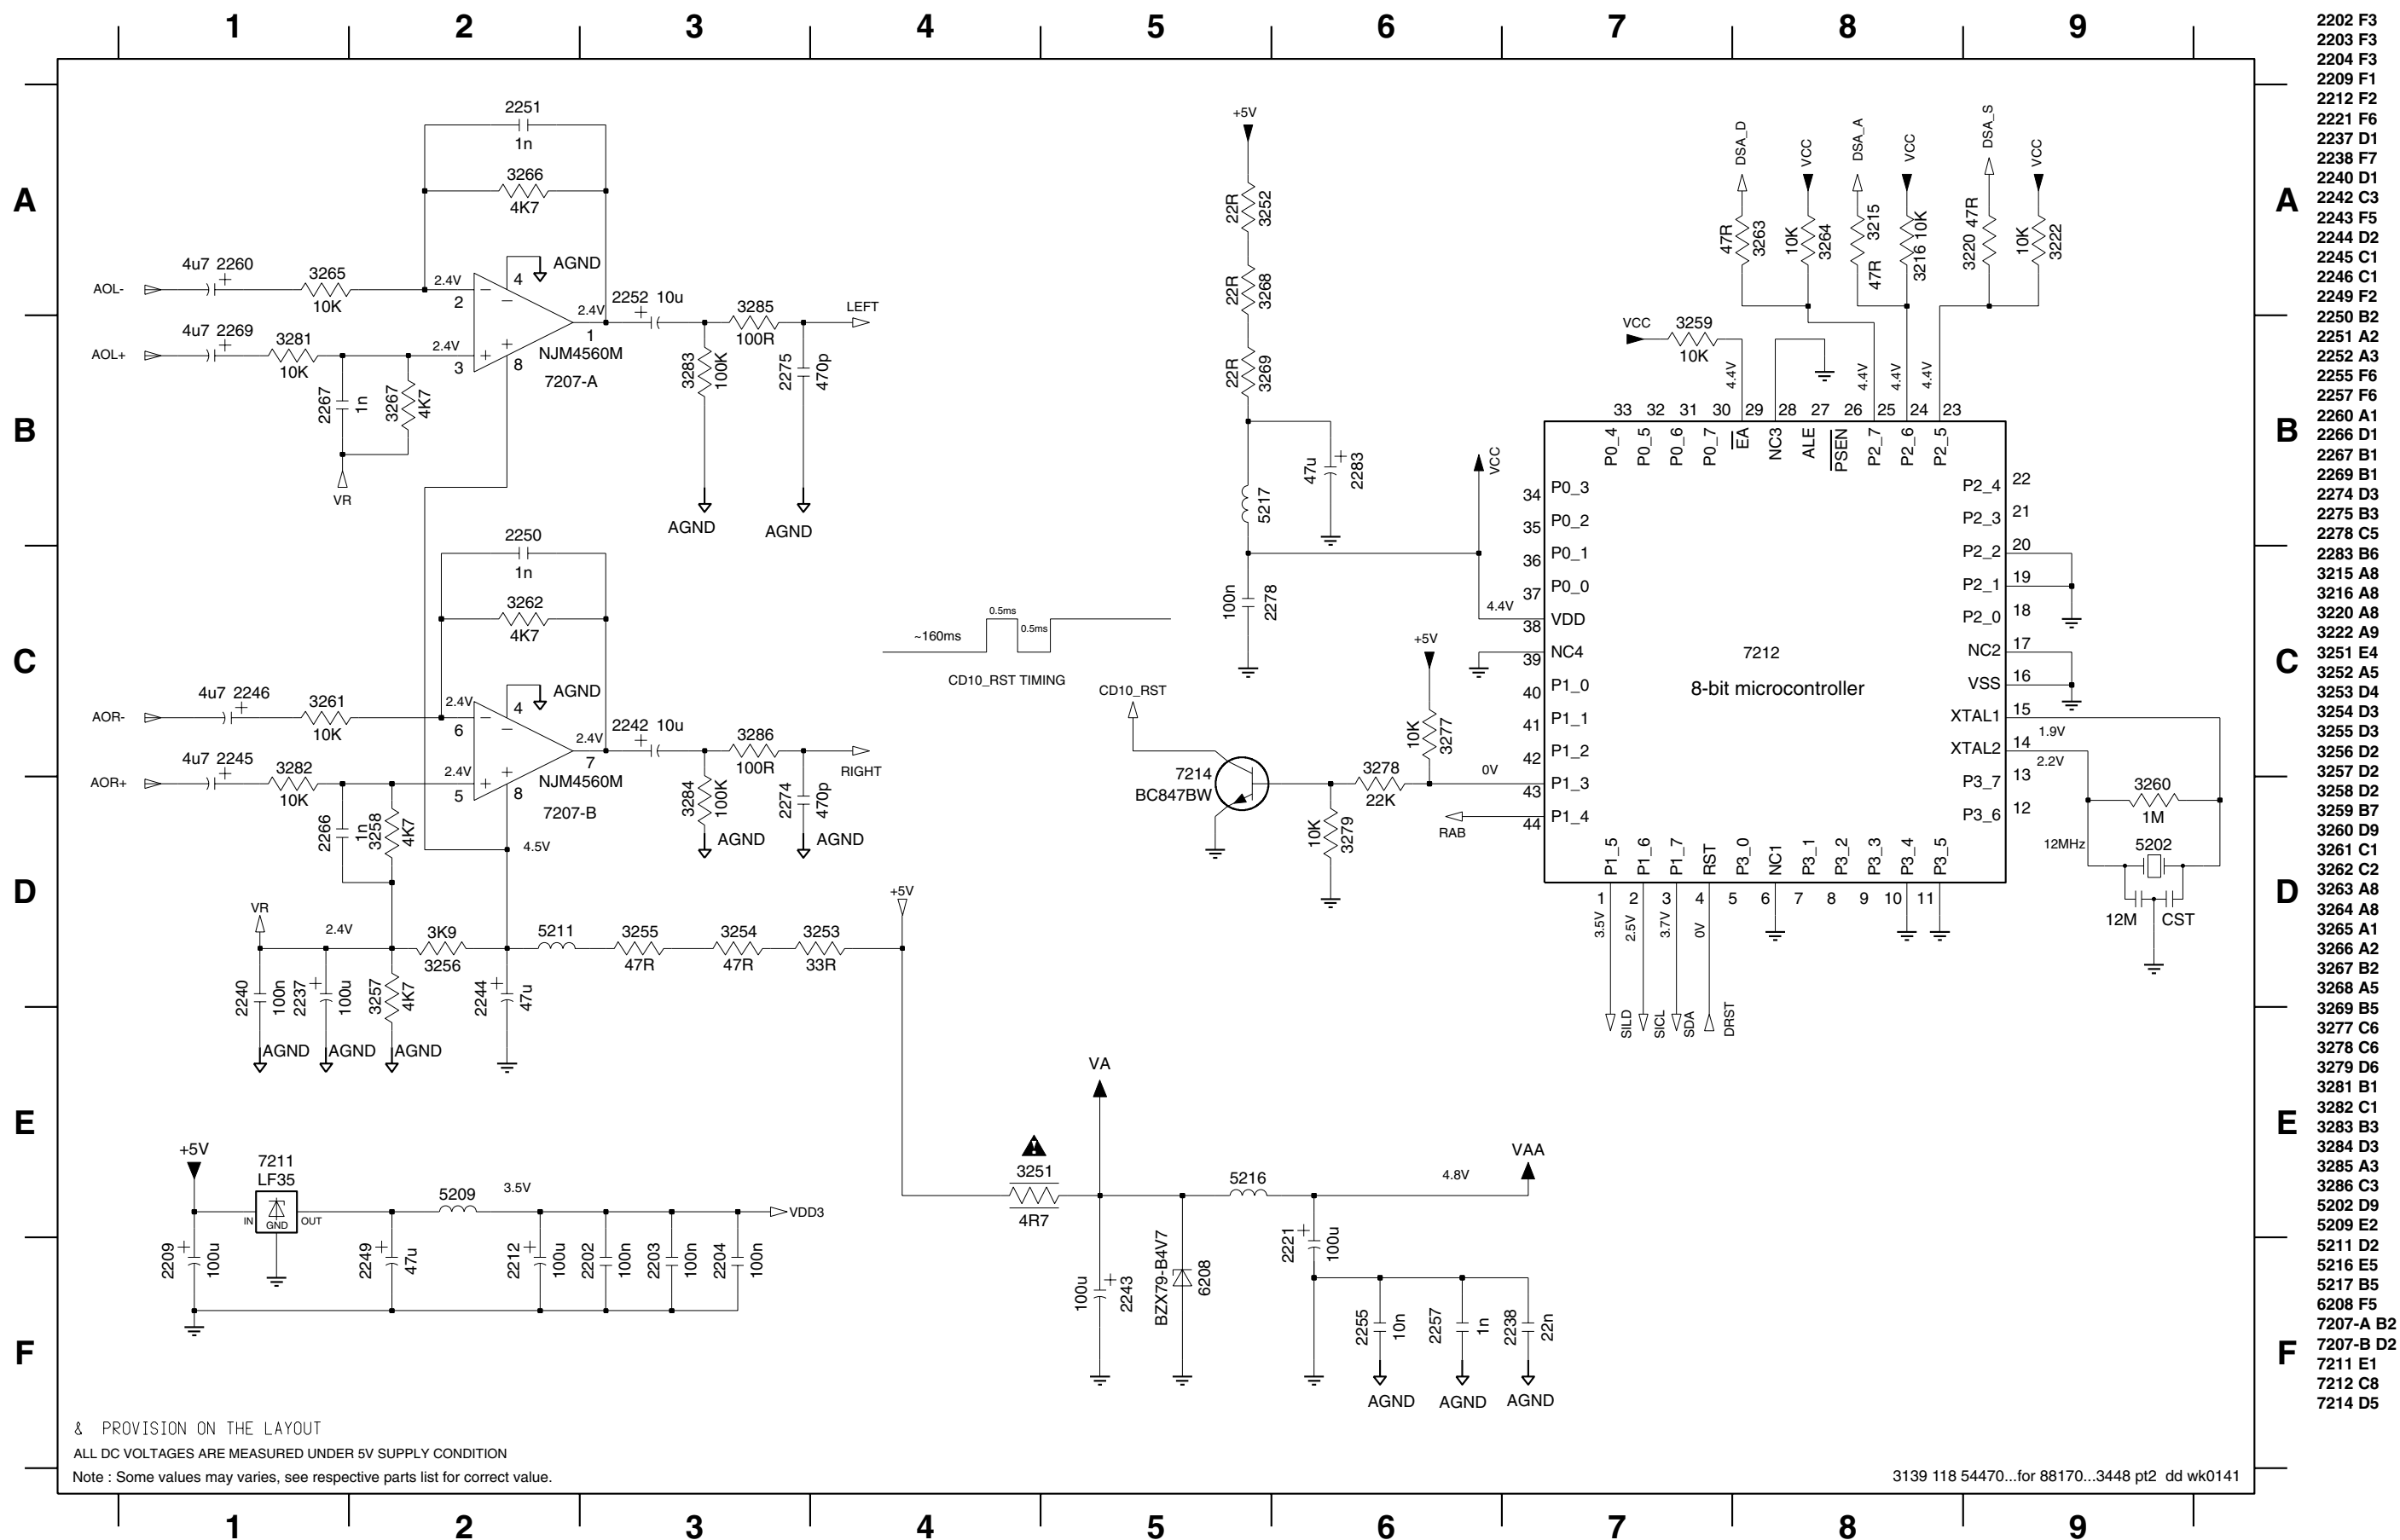 1 2 3 4 5 6 7 8 9
A
B
C
D
E
F
A
B
C
D
E
F
2251
1n
3266
4K7
4u7 2260
+
3265
10K
AOL-
2.4V
2
4
AGND
4u7 2269
+
3281
10K
AOL+
2.4V
3
8
NJM4560M
7207-A
2.4V
1
2252 10u
+
3285
100R
LEFT
3283
100K
2275
470p
AGND
AGND
2267
1n
3267
4K7
VR
2250
1n
3262
4K7
4u7 2246
+
3261
10K
AOR-
2.4V
6
4
AGND
4u7 2245
+
3282
10K
AOR+
2.4V
5
8
NJM4560M
7207-B
2.4V
7
2242 10u
+
3286
100R
RIGHT
3284
100K
2274
470p
AGND
AGND
2266
1n
3258
4K7
4.5V
VR
2.4V
3K9
3256
5211
3255
47R
3254
47R
3253
33R
+5V
2240
100n
2237
+
100u
3257
4K7
2244
+
47u
AGND
AGND
AGND
+5V
7211
LF35
IN
GND
OUT
5209
3.5V
VDD3
2209
+
100u
2249
+
47u
2212
+
100u
2202
100n
2203
100n
2204
100n
+5V
22R
3252
22R
3268
22R
3269
47u
+
2283
5217
VCC
100n
2278
~160ms
0.5ms
0.5ms
CD10_RST TIMING
CD10_RST
7214
BC847BW
+5V
10K
3277
3278
22K
0V
10K
3279
RAB
4.4V
VA
3251
4R7
5216
4.8V
VAA
100u
+
2243
BZX79-B4V7
6208
2221
+
100u
2255
10n
2257
1n
2238
22n
AGND
AGND
AGND
DSA_D
VCC
DSA_A
VCC
DSA_S
VCC
47R
3263
10K
3264
3215
47R
3216 10K
3220 47R
10K
3222
VCC
3259
10K
4.4V
4.4V
4.4V
4.4V
33 32 31 30 29 28 27 26 25 24 23
P0_4
P0_5
P0_6
P0_7
EA
NC3
ALE
PSEN
P2_7
P2_6
P2_5
34 P0_3
35 P0_2
36 P0_1
37 P0_0
38 VDD
39 NC4
40 P1_0
41 P1_1
42 P1_2
43 P1_3
44 P1_4
7212
8-bit microcontroller
P2_4 22
P2_3 21
P2_2 20
P2_1 19
P2_0 18
NC2 17
VSS 16
XTAL1 15
1.9V
XTAL2 14
2.2V
P3_7 13
P3_6 12
P1_5
P1_6
P1_7
RST
P3_0
NC1
P3_1
P3_2
P3_3
P3_4
P3_5
1 2 3 4 5 6 7 8 9 10 11
3.5V
2.5V
3.7V
0V
SILD
SICL
SDA
DRST
3260
1M
12MHz
5202
12M
CST
& PROVISION ON THE LAYOUT
ALL DC VOLTAGES ARE MEASURED UNDER 5V SUPPLY CONDITION
Note : Some values may varies, see respective parts list for correct value.
3139 118 54470...for 88170...3448 pt2 dd wk0141
1 2 3 4 5 6 7 8 9
2202 F3
2203 F3
2204 F3
2209 F1
2212 F2
2221 F6
2237 D1
2238 F7
2240 D1
2242 C3
2243 F5
2244 D2
2245 C1
2246 C1
2249 F2
2250 B2
2251 A2
2252 A3
2255 F6
2257 F6
2260 A1
2266 D1
2267 B1
2269 B1
2274 D3
2275 B3
2278 C5
2283 B6
3215 A8
3216 A8
3220 A8
3222 A9
3251 E4
3252 A5
3253 D4
3254 D3
3255 D3
3256 D2
3257 D2
3258 D2
3259 B7
3260 D9
3261 C1
3262 C2
3263 A8
3264 A8
3265 A1
3266 A2
3267 B2
3268 A5
3269 B5
3277 C6
3278 C6
3279 D6
3281 B1
3282 C1
3283 B3
3284 D3
3285 A3
3286 C3
5202 D9
5209 E2
5211 D2
5216 E5
5217 B5
6208 F5
7207-A B2
7207-B D2
7211 E1
7212 C8
7214 D5